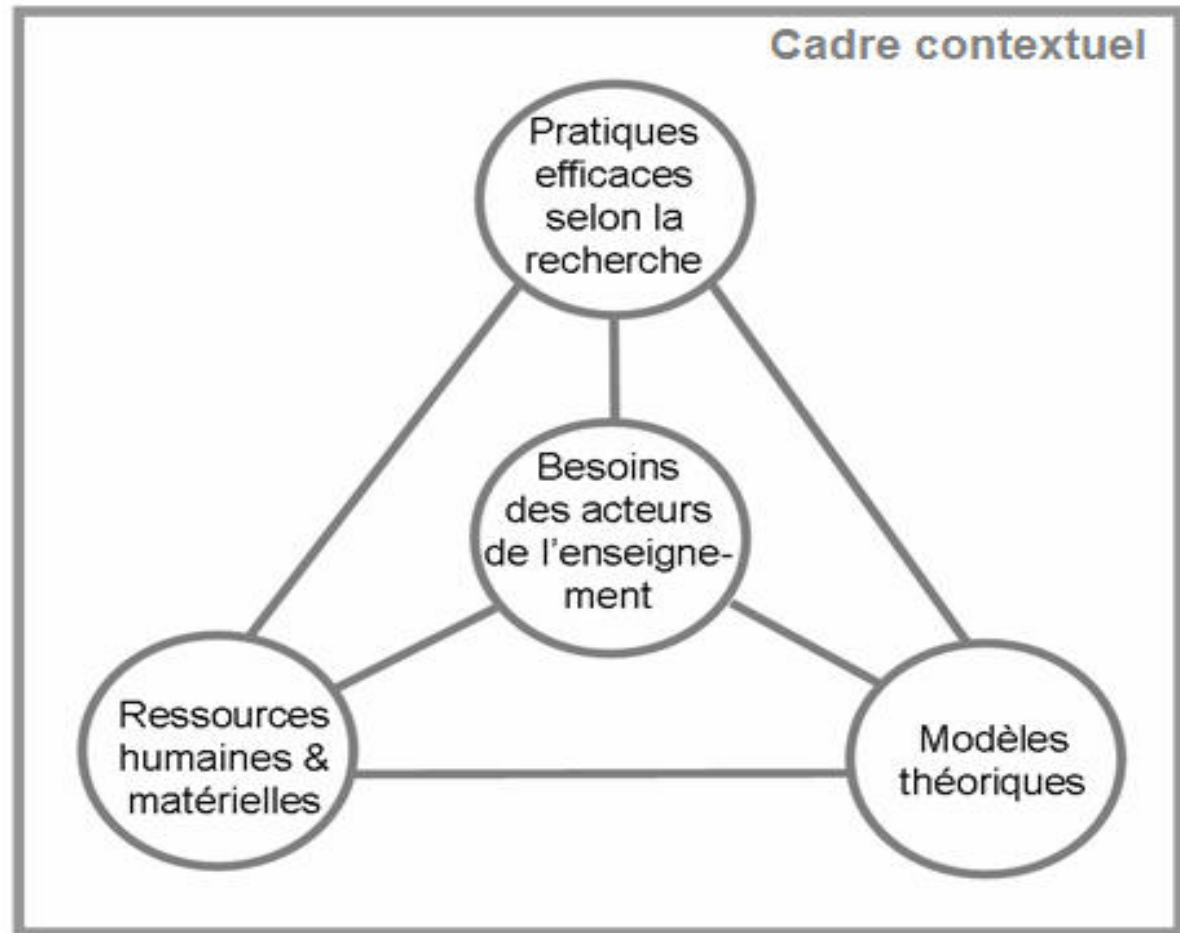 Cadre contextuel
Pratiques
efficaces
selon la
recherche
Besoins
des acteurs
de l'enseigne-
ment
Ressources
humaines &
matérielles
Modèles
théoriques